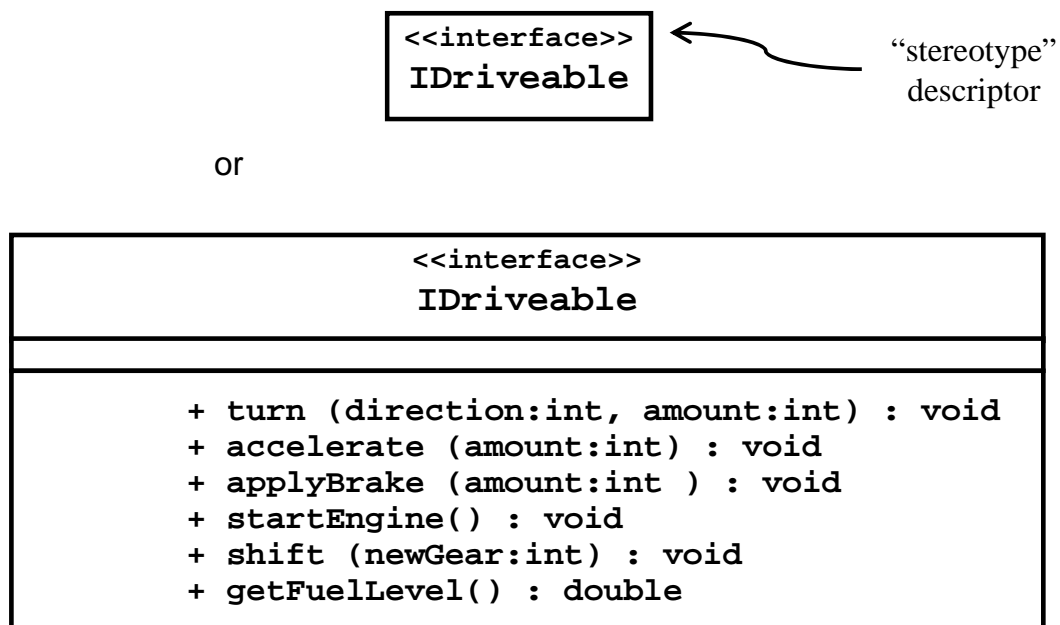 <<interface>>
IDriveable
“stereotype”
descriptor
or
<<interface>>
IDriveable
+ turn (direction:int, amount:int) : void
+ accelerate (amount:int) : void
+ applyBrake (amount:int ) : void
+ startEngine() : void
+ shift (newGear:int) : void
+ getFuelLevel() : double